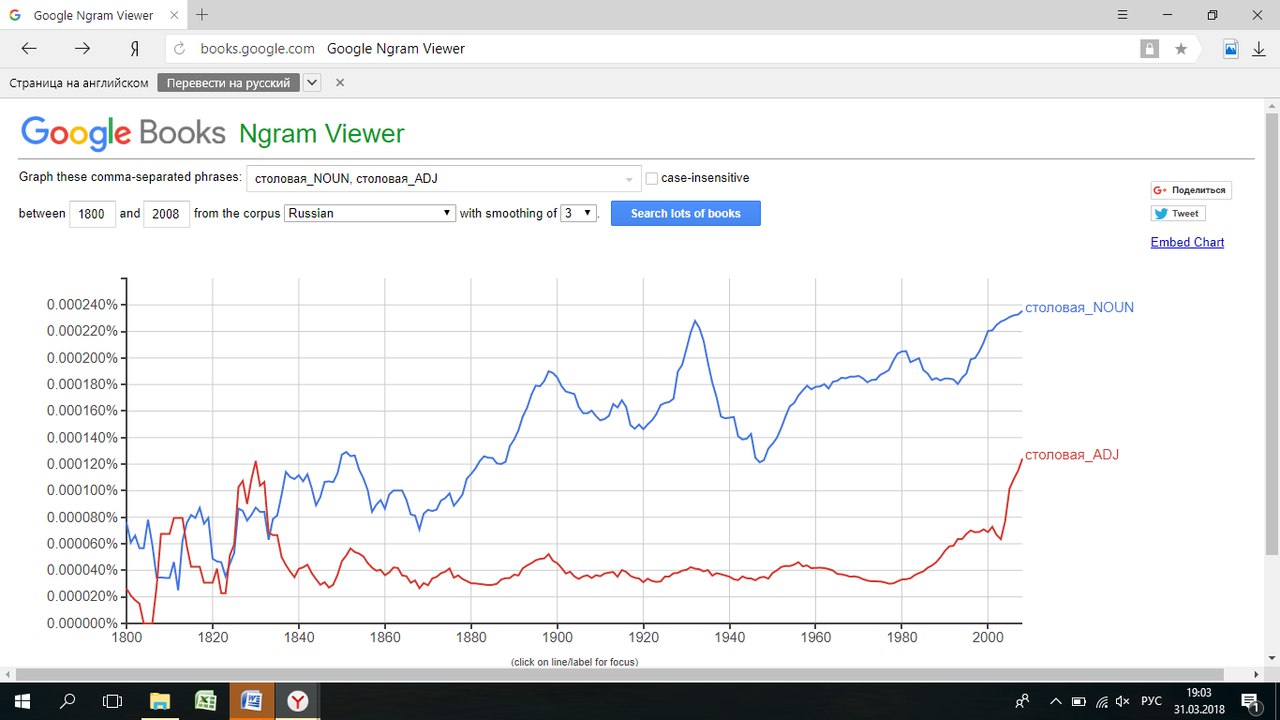 Google Ngram Viewer
Я books.google.com Google Ngram Viewer
Страница на английском Перевести на русский
Google Books Ngram Viewer
Graph these comma-separated phrases: столовая_NOUN, столовая_ADJ case-insensitive
between 1800 and 2008 from the corpus Russian with smoothing of 3 . Search lots of books
G+ Поделиться
Tweet
Embed Chart
0.000240%
0.000220%
0.000200%
0.000180%
0.000160%
0.000140%
0.000120%
0.000100%
0.000080%
0.000060%
0.000040%
0.000020%
0.000000%
столовая_NOUN
столовая_ADJ
1800 1820 1840 1860 1880 1900 1920 1940 1960 1980 2000
(click on line/label for focus)
РУС 19:03
31.03.2018
1